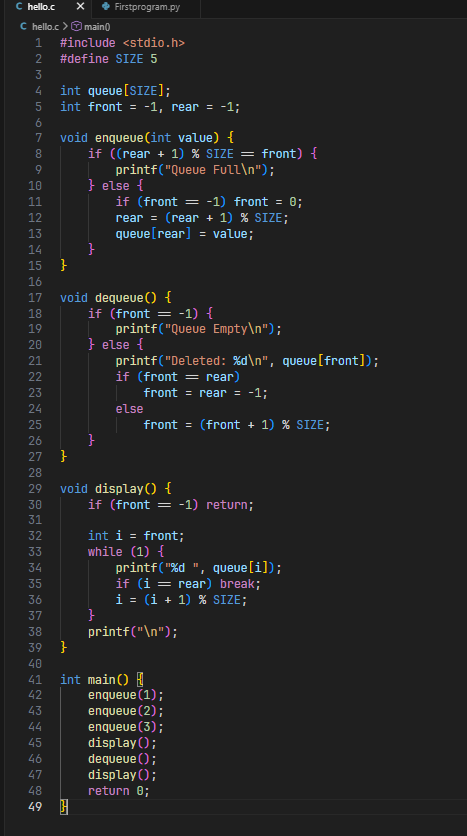 hello.c Firstprogram.py
hello.c > main()
1 #include <stdio.h>
2 #define SIZE 5
3
4 int queue[SIZE];
5 int front = -1, rear = -1;
6
7 void enqueue(int value) {
8     if ((rear + 1) % SIZE == front) {
9         printf("Queue Full\n");
10     } else {
11         if (front == -1) front = 0;
12         rear = (rear + 1) % SIZE;
13         queue[rear] = value;
14     }
15 }
16
17 void dequeue() {
18     if (front == -1) {
19         printf("Queue Empty\n");
20     } else {
21         printf("Deleted: %d\n", queue[front]);
22         if (front == rear)
23             front = rear = -1;
24         else
25             front = (front + 1) % SIZE;
26     }
27 }
28
29 void display() {
30     if (front == -1) return;
31
32     int i = front;
33     while (1) {
34         printf("%d ", queue[i]);
35         if (i == rear) break;
36         i = (i + 1) % SIZE;
37     }
38     printf("\n");
39 }
40
41 int main() {
42     enqueue(1);
43     enqueue(2);
44     enqueue(3);
45     display();
46     dequeue();
47     display();
48     return 0;
49 }